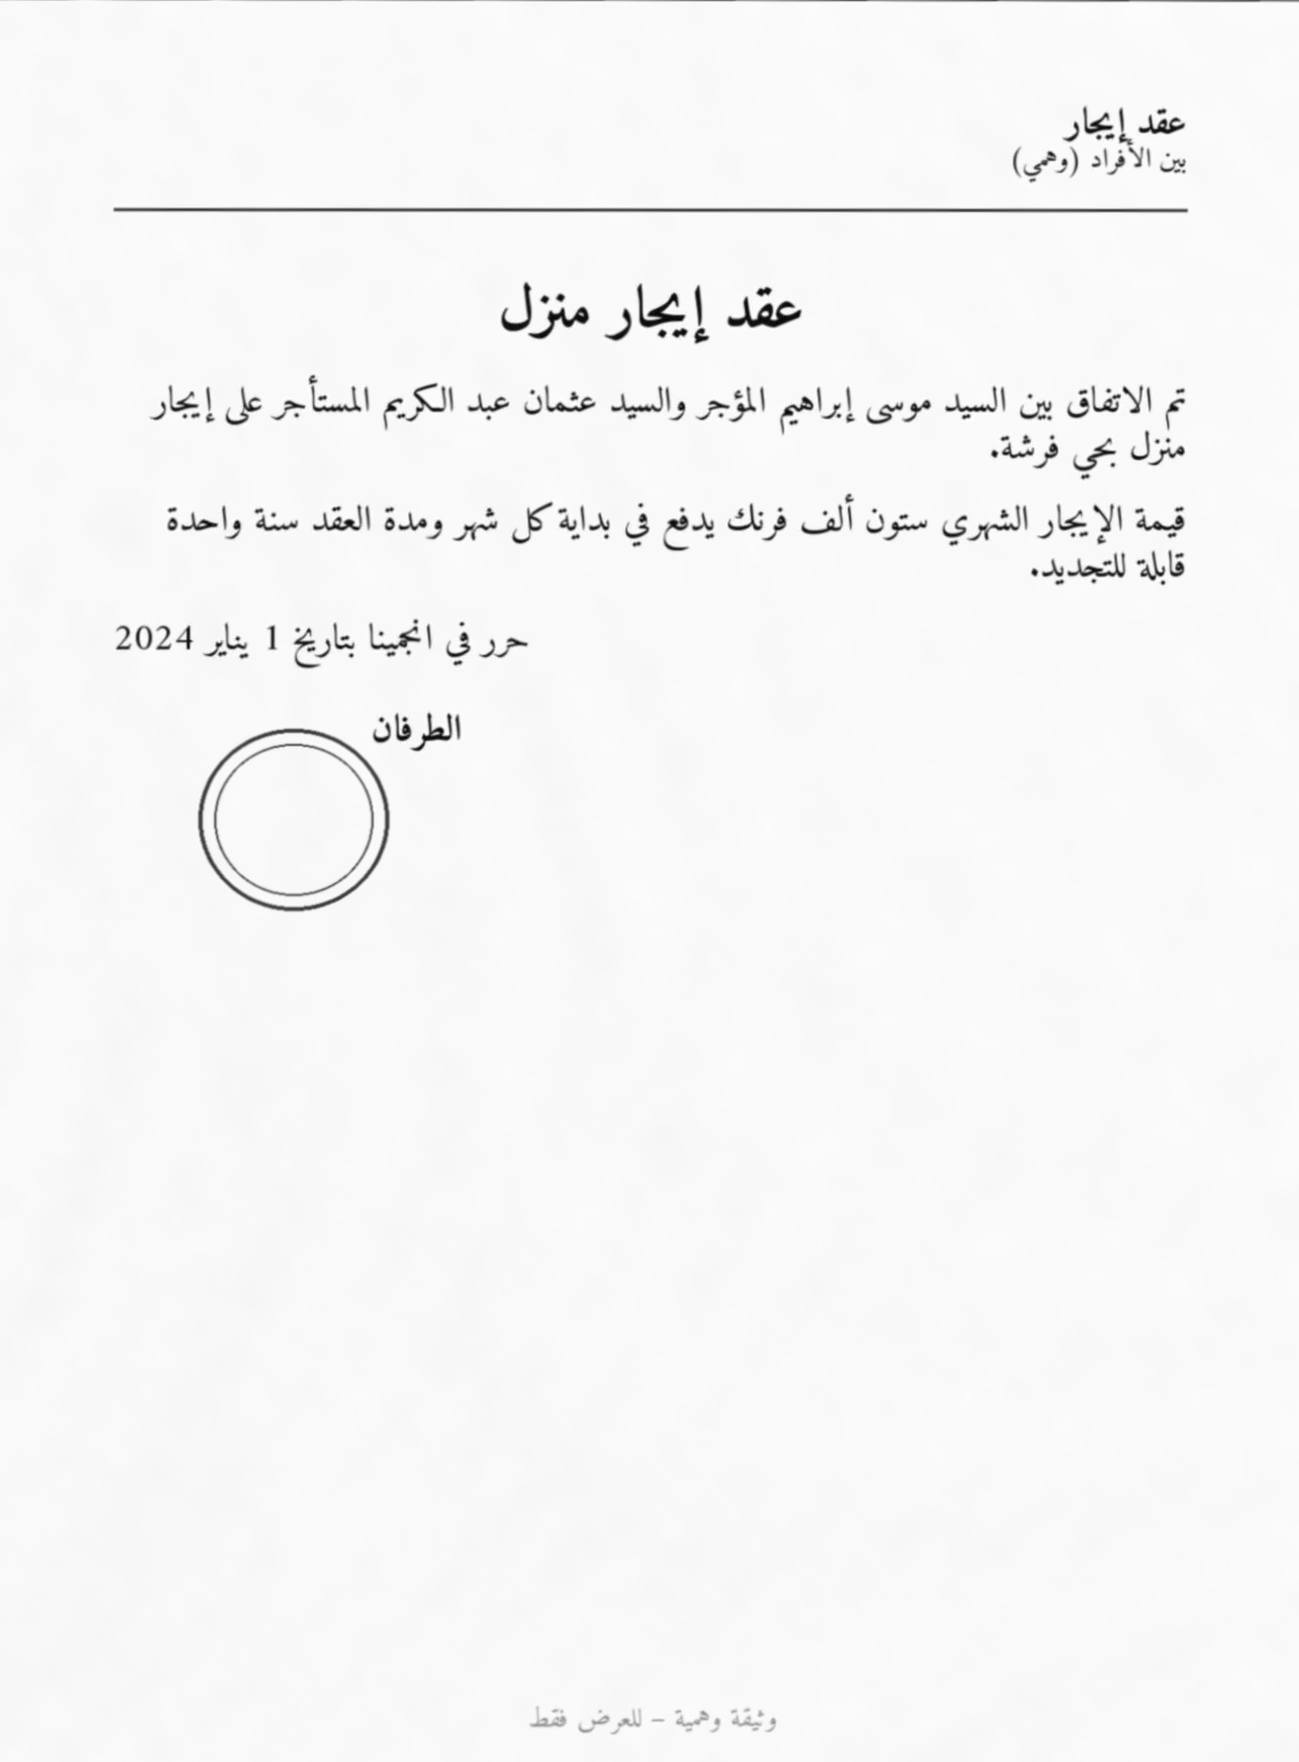 عقد إيجار
بين الأفراد (وهمي)
عقد إيجار منزل
تم الاتفاق بين السيد موسى إبراهيم المؤجر والسيد عثمان عبد الكريم المستأجر على إيجار
منزل بحي فرشة.
قيمة الإيجار الشهري ستون ألف فرنك يدفع في بداية كل شهر ومدة العقد سنة واحدة
قابلة للتجديد.
حرر في انجمينا بتاريخ 1 يناير 2024
الطرفان
وثيقة وهمية – للعرض فقط